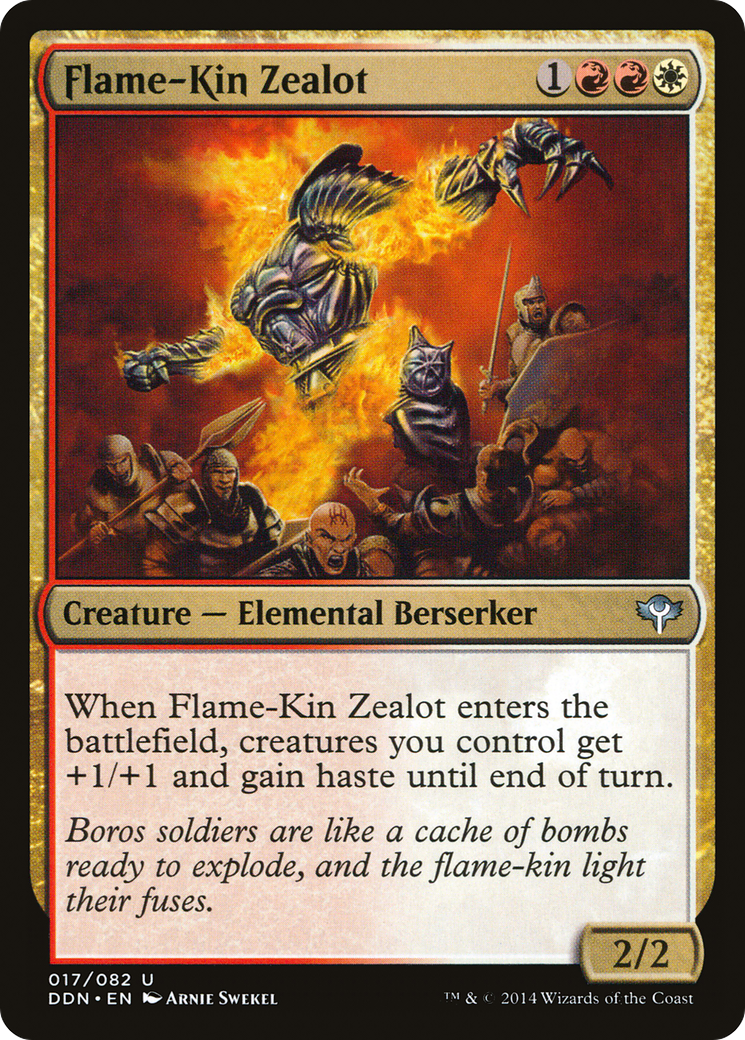 Flame-Kin Zealot 1
Creature — Elemental Berserker
When Flame-Kin Zealot enters the
battlefield, creatures you control get
+1/+1 and gain haste until end of turn.
Boros soldiers are like a cache of bombs
ready to explode, and the flame-kin light
their fuses.
2/2
017/082 U
DDN • EN Arnie Swekel
™ & © 2014 Wizards of the Coast